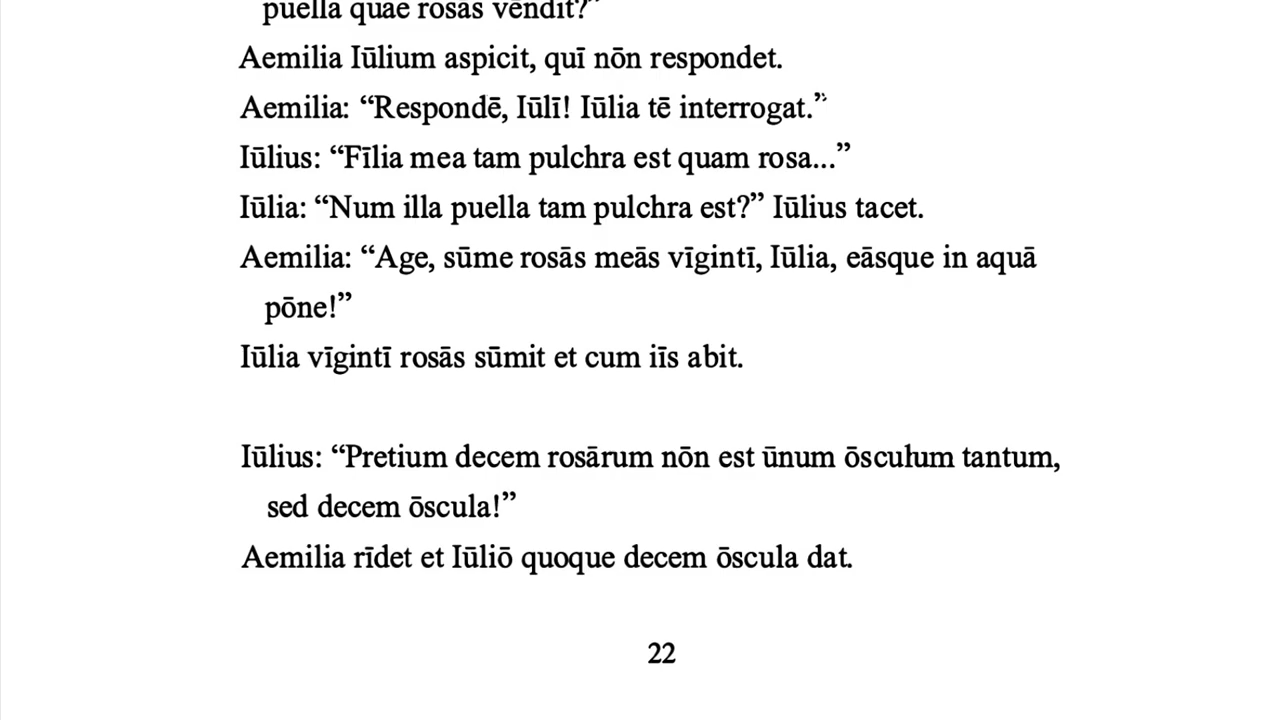 puella quae rosās vēndit?”
Aemilia Iūlium aspicit, quī nōn respondet.
Aemilia: “Respondē, Iūlī! Iūlia tē interrogat.”
Iūlius: “Fīlia mea tam pulchra est quam rosa...”
Iūlia: “Num illa puella tam pulchra est?” Iūlius tacet.
Aemilia: “Age, sūme rosās meās vīgintī, Iūlia, eāsque in aquā
pōne!”
Iūlia vīgintī rosās sūmit et cum iīs abit.
Iūlius: “Pretium decem rosārum nōn est ūnum ōsculum tantum,
sed decem ōscula!”
Aemilia rīdet et Iūliō quoque decem ōscula dat.
22